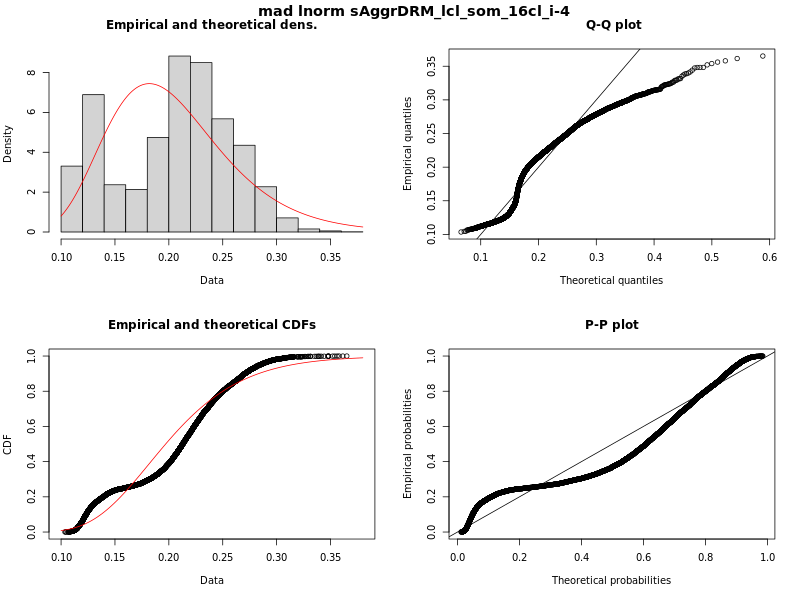 mad lnorm sAggrDRM_lcl_som_16cl_i-4
Empirical and theoretical dens.
Density
0 2 4 6 8
0.10 0.15 0.20 0.25 0.30 0.35
Data
Q-Q plot
Empirical quantiles
0.10 0.15 0.20 0.25 0.30 0.35
0.1 0.2 0.3 0.4 0.5 0.6
Theoretical quantiles
Empirical and theoretical CDFs
CDF
0.0 0.2 0.4 0.6 0.8 1.0
0.10 0.15 0.20 0.25 0.30 0.35
Data
P-P plot
Empirical probabilities
0.0 0.2 0.4 0.6 0.8 1.0
0.0 0.2 0.4 0.6 0.8 1.0
Theoretical probabilities